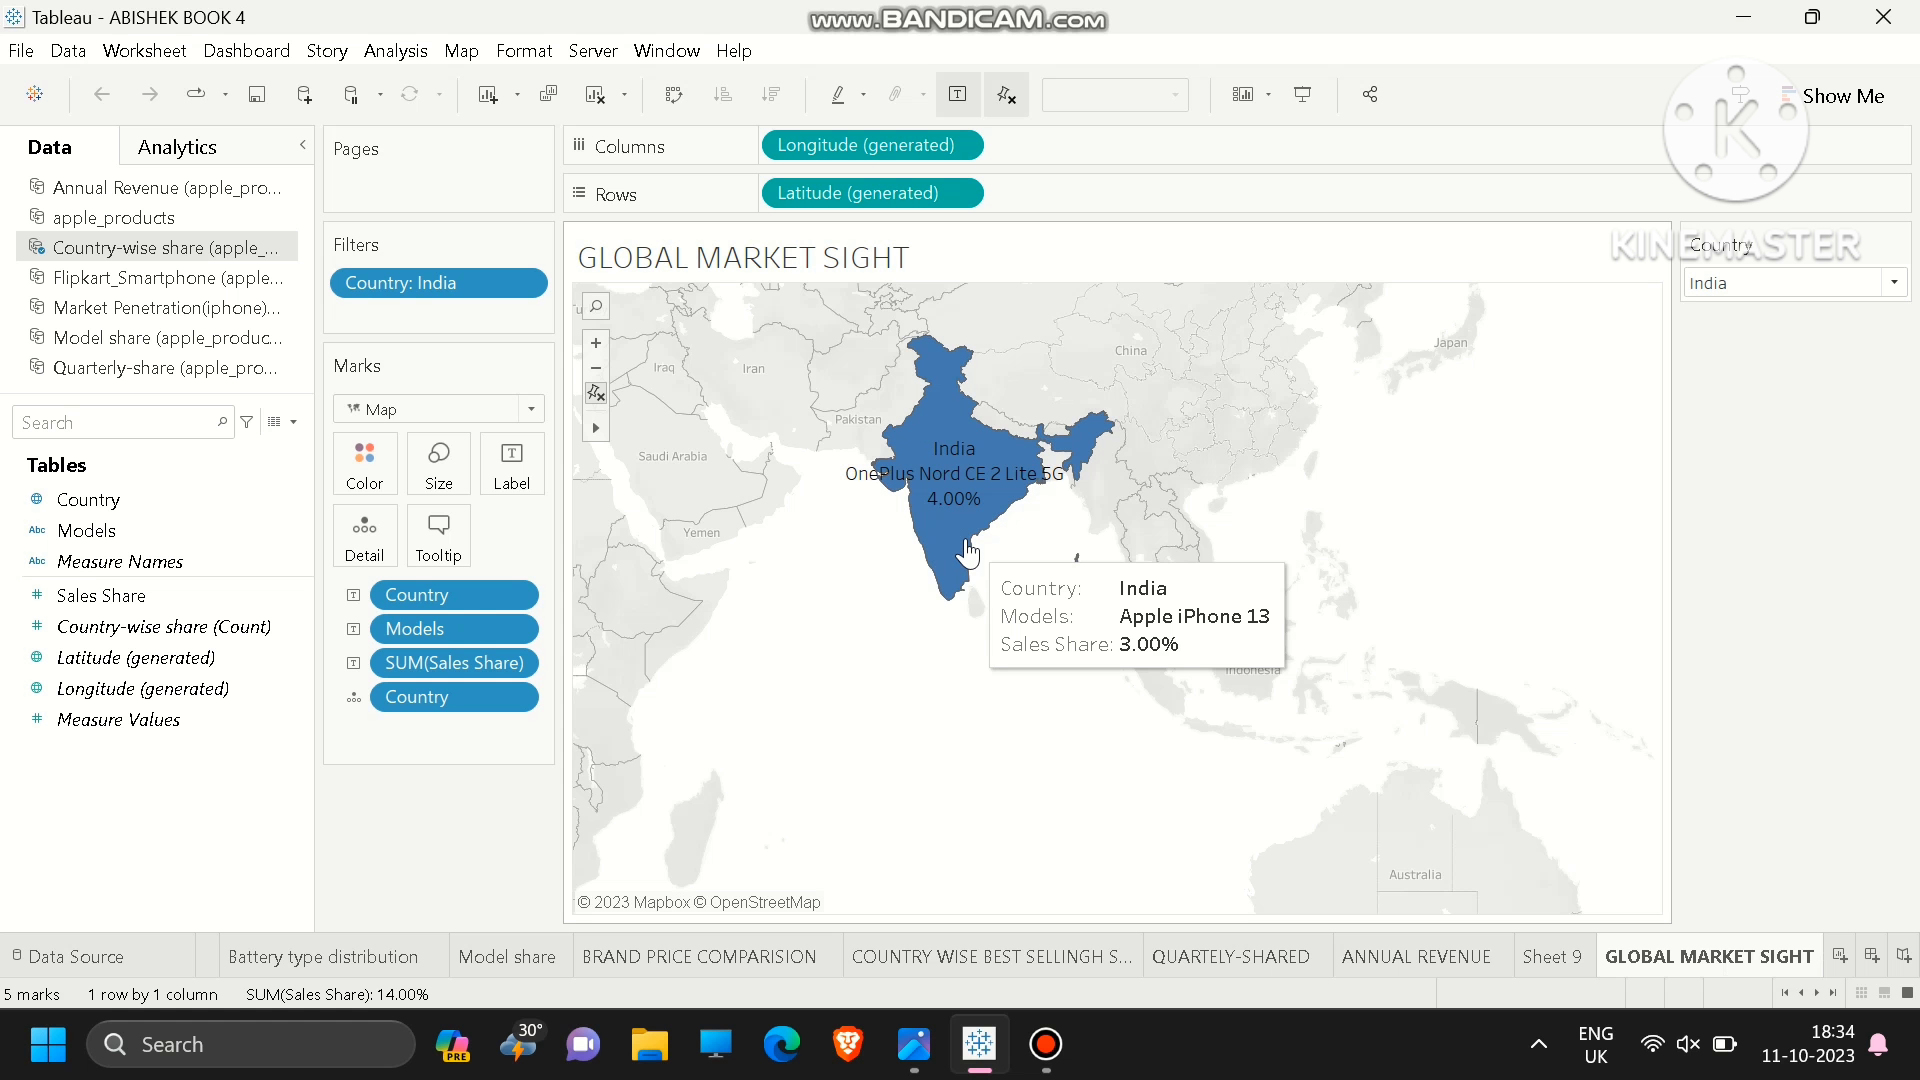 Tableau - ABISHEK BOOK 4
www.BANDICAM.com
File Data Worksheet Dashboard Story Analysis Map Format Server Window Help
Show Me
K
KINEMASTER
Data Analytics
Annual Revenue (apple_pro...
apple_products
Country-wise share (apple_...
Flipkart_Smartphone (apple...
Market Penetration(iphone)...
Model share (apple_produc...
Quarterly-share (apple_pro...
Search
Tables
Country
Abc Models
Abc Measure Names
# Sales Share
# Country-wise share (Count)
Latitude (generated)
Longitude (generated)
# Measure Values
Pages
Filters
Country: India
Marks
Map
Color Size Label
Detail Tooltip
Country
Models
SUM(Sales Share)
Country
Columns Longitude (generated)
Rows Latitude (generated)
GLOBAL MARKET SIGHT
Country
India
Iraq
Iran
China
Japan
Pakistan
Saudi Arabia
Yemen
India
OnePlus Nord CE 2 Lite 5G
4.00%
Country: India
Models: Apple iPhone 13
Sales Share: 3.00%
Indonesia
Australia
© 2023 Mapbox © OpenStreetMap
Data Source Battery type distribution Model share BRAND PRICE COMPARISION COUNTRY WISE BEST SELLINGH S... QUARTELY-SHARED ANNUAL REVENUE Sheet 9 GLOBAL MARKET SIGHT
5 marks 1 row by 1 column SUM(Sales Share): 14.00%
Search
PRE
30°
ENG
UK
18:34
11-10-2023